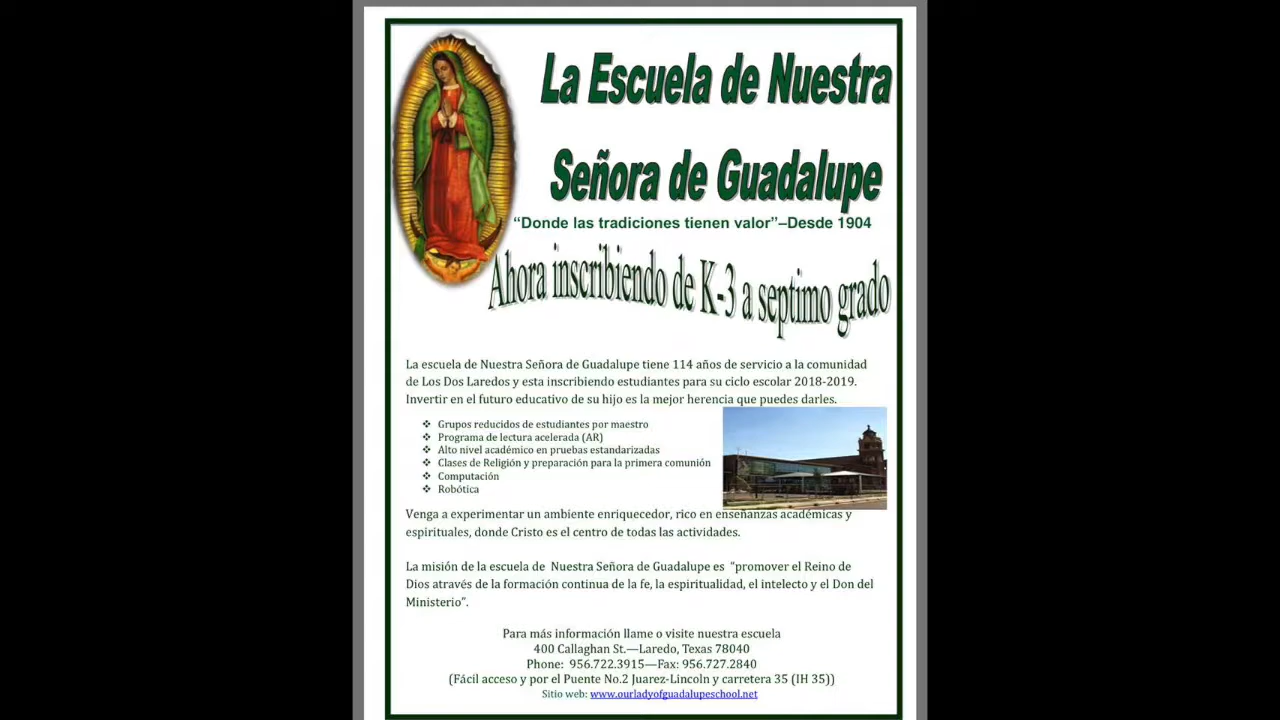 La Escuela de Nuestra
Señora de Guadalupe
“Donde las tradiciones tienen valor”–Desde 1904
Ahora inscribiendo de K-3 a septimo grado
La escuela de Nuestra Señora de Guadalupe tiene 114 años de servicio a la comunidad
de Los Dos Laredos y esta inscribiendo estudiantes para su ciclo escolar 2018-2019.
Invertir en el futuro educativo de su hijo es la mejor herencia que puedes darles.
❖ Grupos reducidos de estudiantes por maestro
❖ Programa de lectura acelerada (AR)
❖ Alto nivel académico en pruebas estandarizadas
❖ Clases de Religión y preparación para la primera comunión
❖ Computación
❖ Robótica
Venga a experimentar un ambiente enriquecedor, rico en enseñanzas académicas y
espirituales, donde Cristo es el centro de todas las actividades.
La misión de la escuela de Nuestra Señora de Guadalupe es “promover el Reino de
Dios através de la formación continua de la fe, la espiritualidad, el intelecto y el Don del
Ministerio”.
Para más información llame o visite nuestra escuela
400 Callaghan St.—Laredo, Texas 78040
Phone: 956.722.3915—Fax: 956.727.2840
(Fácil acceso y por el Puente No.2 Juarez-Lincoln y carretera 35 (IH 35))
Sitio web: www.ourladyofguadalupeschool.net